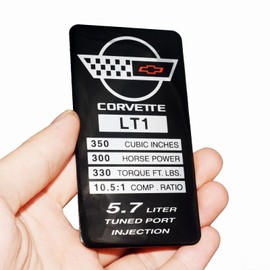 CORVETTE
LT1
350 CUBIC INCHES
300 HORSE POWER
330 TORQUE FT. LBS.
10.5:1 COMP. RATIO
5.7 LITER
TUNED PORT
INJECTION